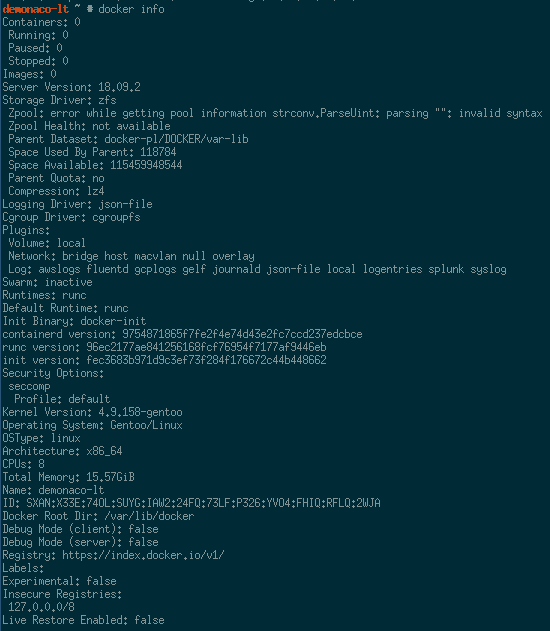 demonaco-lt ~ # docker info
Containers: 0
 Running: 0
 Paused: 0
 Stopped: 0
Images: 0
Server Version: 18.09.2
Storage Driver: zfs
 Zpool: error while getting pool information strconv.ParseUint: parsing "": invalid syntax
 Zpool Health: not available
 Parent Dataset: docker-pl/DOCKER/var-lib
 Space Used By Parent: 118784
 Space Available: 115459948544
 Parent Quota: no
 Compression: lz4
Logging Driver: json-file
Cgroup Driver: cgroupfs
Plugins:
 Volume: local
 Network: bridge host macvlan null overlay
 Log: awslogs fluentd gcplogs gelf journald json-file local logentries splunk syslog
Swarm: inactive
Runtimes: runc
Default Runtime: runc
Init Binary: docker-init
containerd version: 9754871865f7fe2f4e74d43e2fc7ccd237edcbce
runc version: 96ec2177ae841256168fcf76954f7177af9446eb
init version: fec3683b971d9c3ef73f284f176672c44b448662
Security Options:
 seccomp
  Profile: default
Kernel Version: 4.9.158-gentoo
Operating System: Gentoo/Linux
OSType: linux
Architecture: x86_64
CPUs: 8
Total Memory: 15.57GiB
Name: demonaco-lt
ID: SXAN:X33E:74OL:SUYG:IAW2:24FQ:73LF:P326:YVO4:FHIQ:RFLQ:2WJA
Docker Root Dir: /var/lib/docker
Debug Mode (client): false
Debug Mode (server): false
Registry: https://index.docker.io/v1/
Labels:
Experimental: false
Insecure Registries:
 127.0.0.0/8
Live Restore Enabled: false